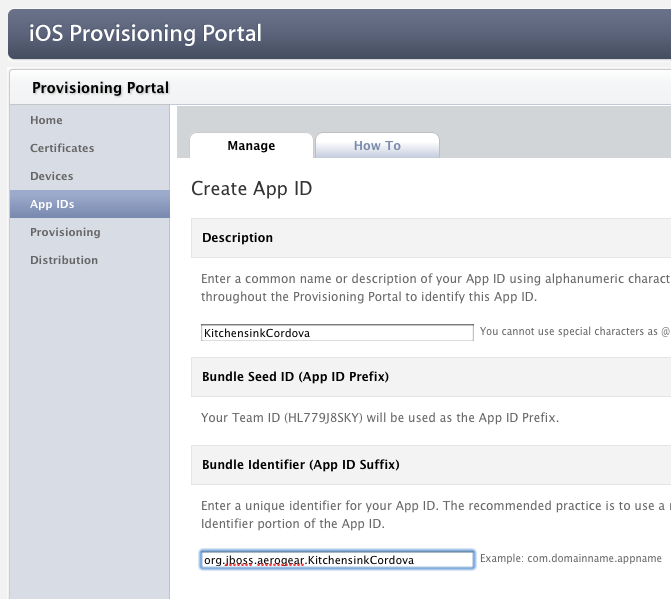 iOS Provisioning Portal
Provisioning Portal
Home
Certificates
Devices
App IDs
Provisioning
Distribution
Manage
How To
Create App ID
Description
Enter a common name or description of your App ID using alphanumeric charact
throughout the Provisioning Portal to identify this App ID.
KitchensinkCordova
You cannot use special characters as @
Bundle Seed ID (App ID Prefix)
Your Team ID (HL779J8SKY) will be used as the App ID Prefix.
Bundle Identifier (App ID Suffix)
Enter a unique identifier for your App ID. The recommended practice is to use a r
Identifier portion of the App ID.
org.jboss.aerogear.KitchensinkCordova
Example: com.domainname.appname